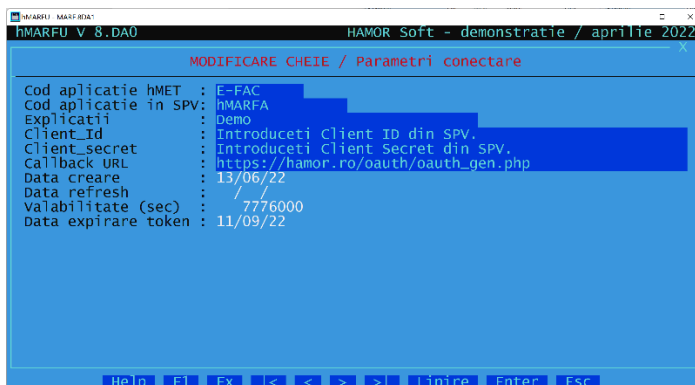 hMARFU - MARF.8DA1
hMARFU V 8.DA0 HAMOR Soft - demonstratie / aprilie 2022
X
MODIFICARE CHEIE / Parametri conectare
Cod aplicatie hMET : E-FAC
Cod aplicatie in SPV: hMARFA
Explicatii : Demo
Client_Id : Introduceti Client ID din SPV.
Client_secret : Introduceti Client Secret din SPV.
Callback URL : https://hamor.ro/oauth/oauth_gen.php
Data creare : 13/06/22
Data refresh : / /
Valabilitate (sec) : 7776000
Data expirare token : 11/09/22
Help F1 Fx |< < > >| Lipire Enter Esc